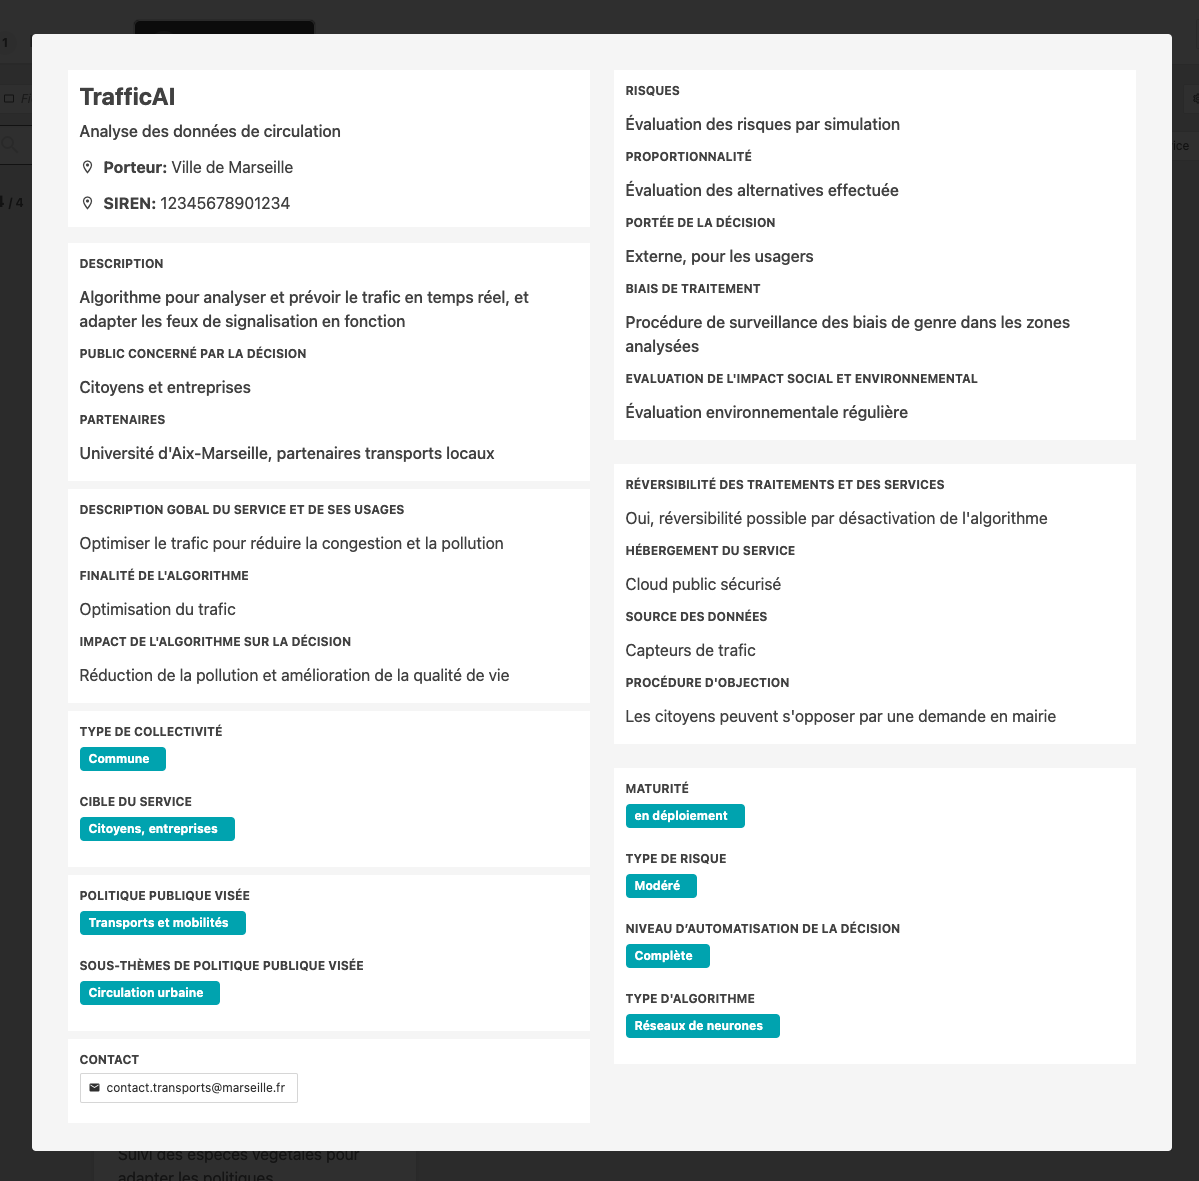 1
/ 4
ice
TrafficAI
Analyse des données de circulation
Porteur: Ville de Marseille
SIREN: 12345678901234
DESCRIPTION
Algorithme pour analyser et prévoir le trafic en temps réel, et
adapter les feux de signalisation en fonction
PUBLIC CONCERNÉ PAR LA DÉCISION
Citoyens et entreprises
PARTENAIRES
Université d'Aix-Marseille, partenaires transports locaux
DESCRIPTION GOBAL DU SERVICE ET DE SES USAGES
Optimiser le trafic pour réduire la congestion et la pollution
FINALITÉ DE L'ALGORITHME
Optimisation du trafic
IMPACT DE L'ALGORITHME SUR LA DÉCISION
Réduction de la pollution et amélioration de la qualité de vie
TYPE DE COLLECTIVITÉ
Commune
CIBLE DU SERVICE
Citoyens, entreprises
POLITIQUE PUBLIQUE VISÉE
Transports et mobilités
SOUS-THÈMES DE POLITIQUE PUBLIQUE VISÉE
Circulation urbaine
CONTACT
contact.transports@marseille.fr
RISQUES
Évaluation des risques par simulation
PROPORTIONNALITÉ
Évaluation des alternatives effectuée
PORTÉE DE LA DÉCISION
Externe, pour les usagers
BIAIS DE TRAITEMENT
Procédure de surveillance des biais de genre dans les zones
analysées
EVALUATION DE L'IMPACT SOCIAL ET ENVIRONNEMENTAL
Évaluation environnementale régulière
RÉVERSIBILITÉ DES TRAITEMENTS ET DES SERVICES
Oui, réversibilité possible par désactivation de l'algorithme
HÉBERGEMENT DU SERVICE
Cloud public sécurisé
SOURCE DES DONNÉES
Capteurs de trafic
PROCÉDURE D'OBJECTION
Les citoyens peuvent s'opposer par une demande en mairie
MATURITÉ
en déploiement
TYPE DE RISQUE
Modéré
NIVEAU D’AUTOMATISATION DE LA DÉCISION
Complète
TYPE D'ALGORITHME
Réseaux de neurones
Suivi des espèces végétales pour
adapter les politiques